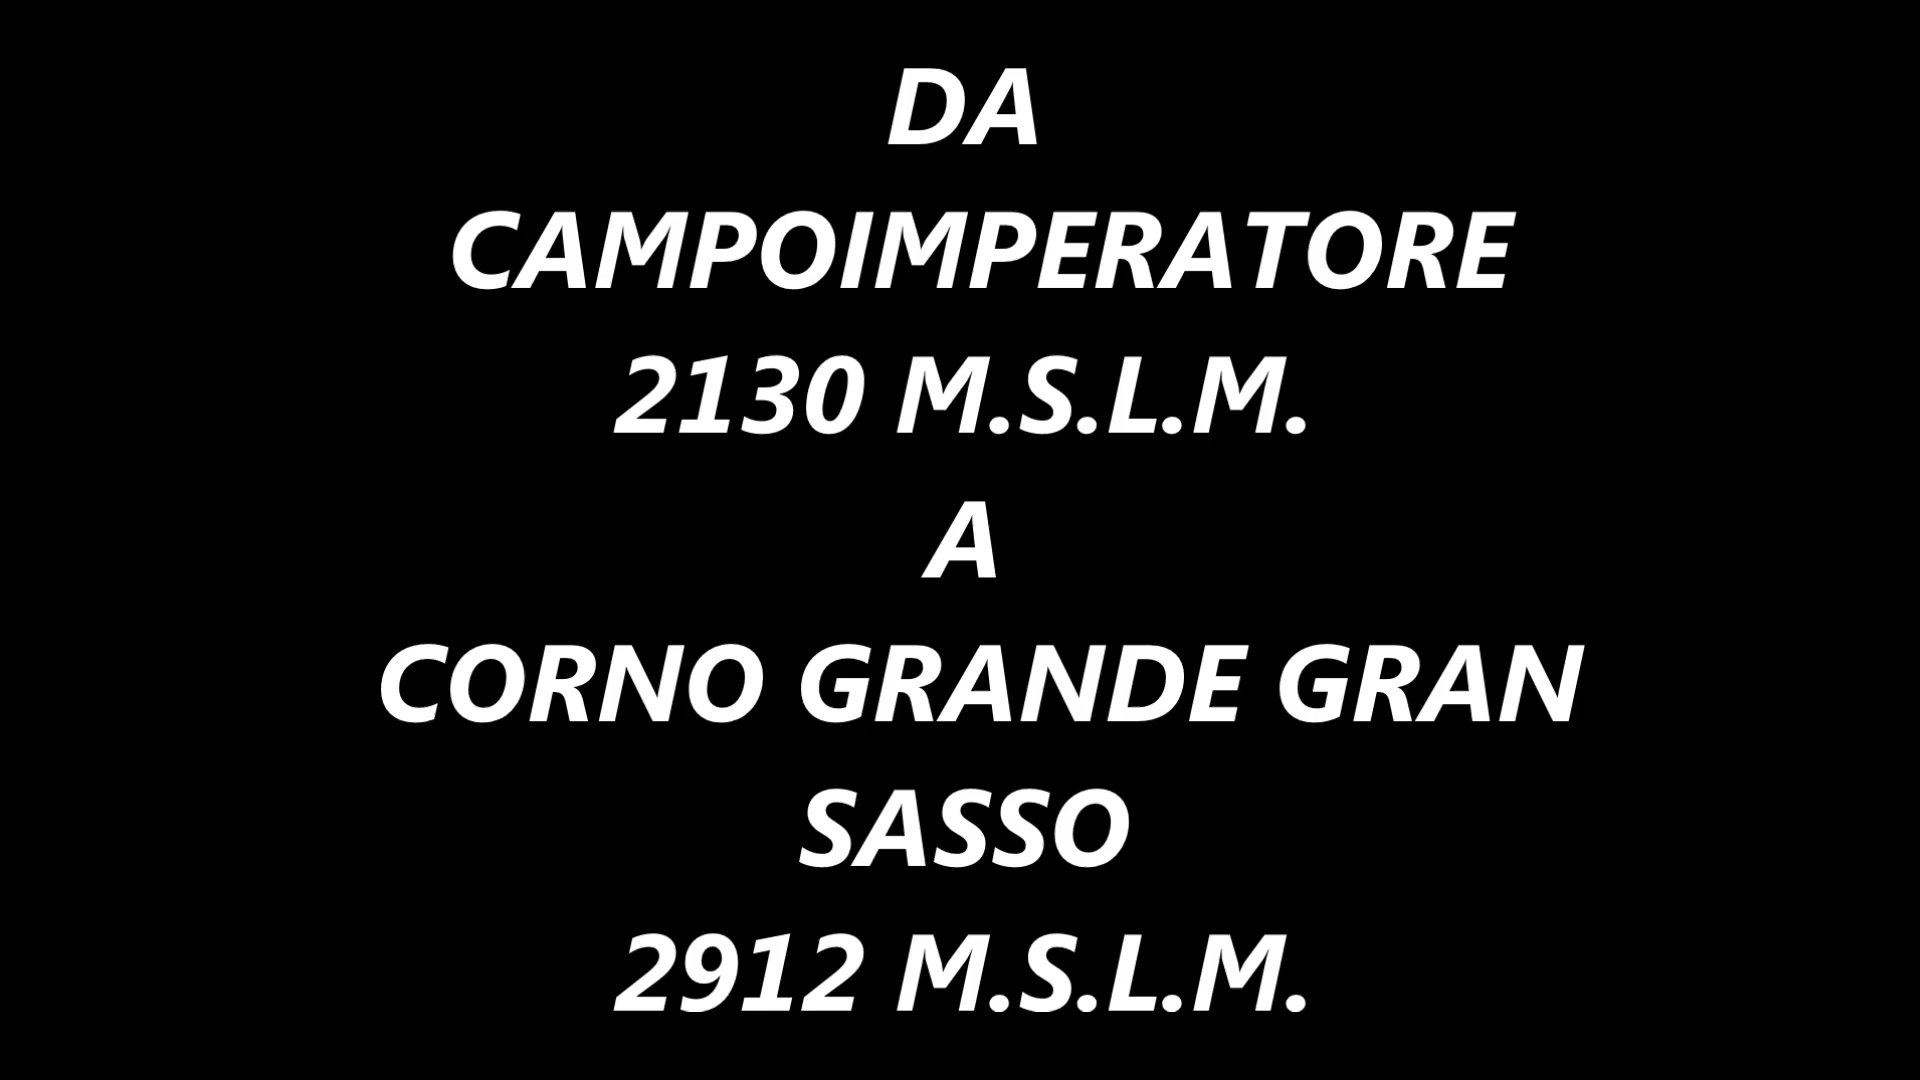 DA
CAMPOIMPERATORE
2130 M.S.L.M.
A
CORNO GRANDE GRAN
SASSO
2912 M.S.L.M.